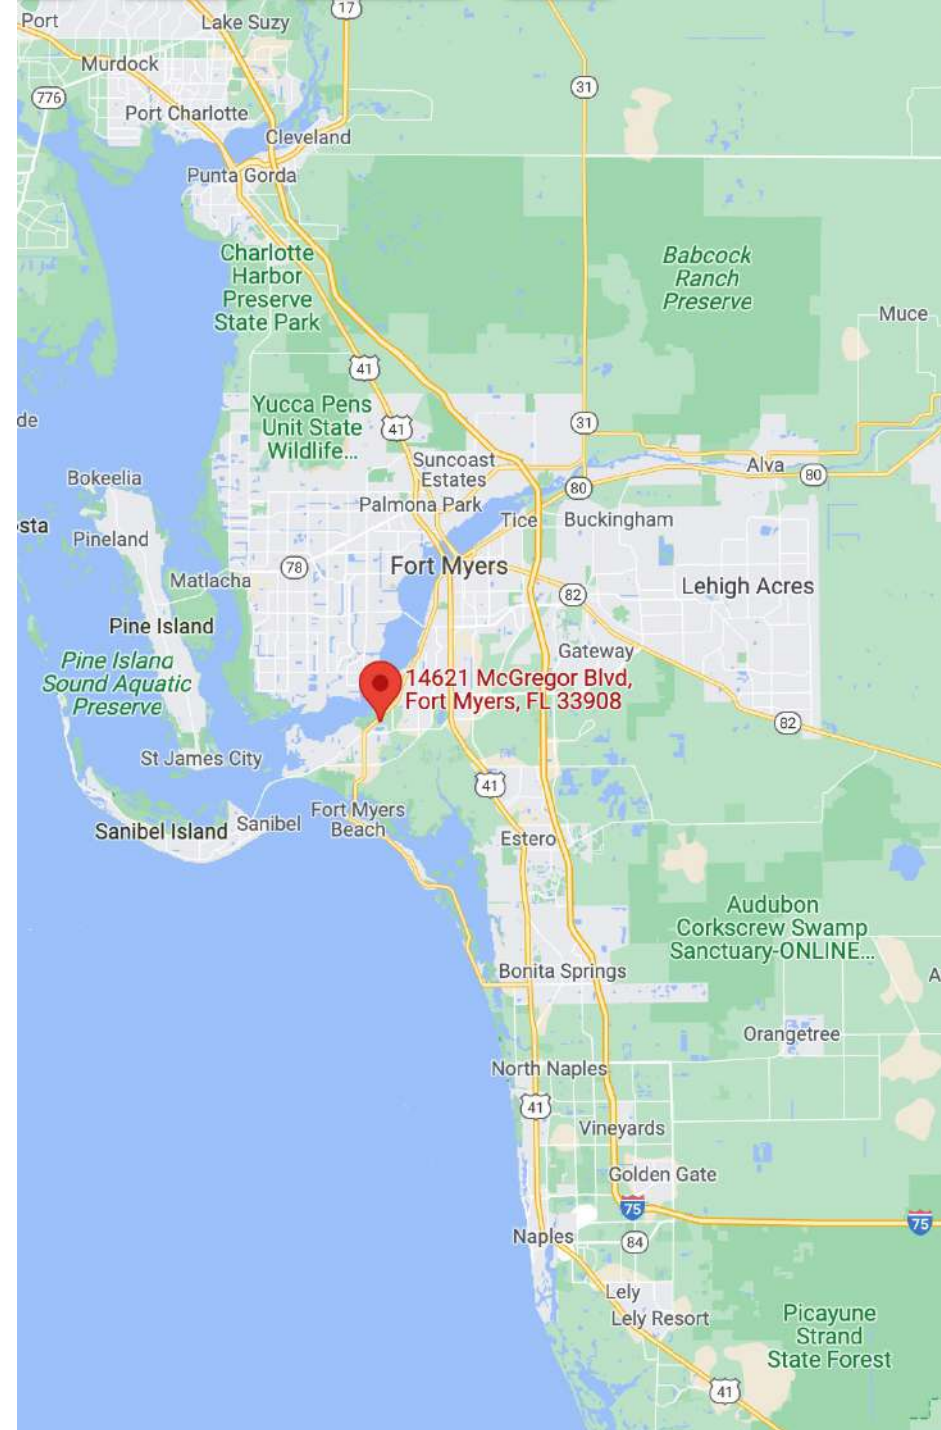 17
Port
Lake Suzy
Murdock
31
776
Port Charlotte
Cleveland
Punta Gorda
Charlotte
Harbor
Preserve
State Park
Babcock
Ranch
Preserve
Muce
41
Yucca Pens
Unit State
Wildlife...
de
41
31
Suncoast
Estates
Alva
80
Bokeelia
80
Palmona Park
sta
Tice
Buckingham
Pineland
Fort Myers
78
Matlacha
82
Lehigh Acres
Pine Island
Gateway
Pine Island
Sound Aquatic
Preserve
14621 McGregor Blvd,
Fort Myers, FL 33908
82
St James City
41
Fort Myers
Beach
Sanibel Island
Sanibel
Estero
Audubon
Corkscrew Swamp
Sanctuary-ONLINE...
Bonita Springs
A
Orangetree
North Naples
41
Vineyards
Golden Gate
75
75
Naples
84
Lely
Lely Resort
Picayune
Strand
State Forest
41